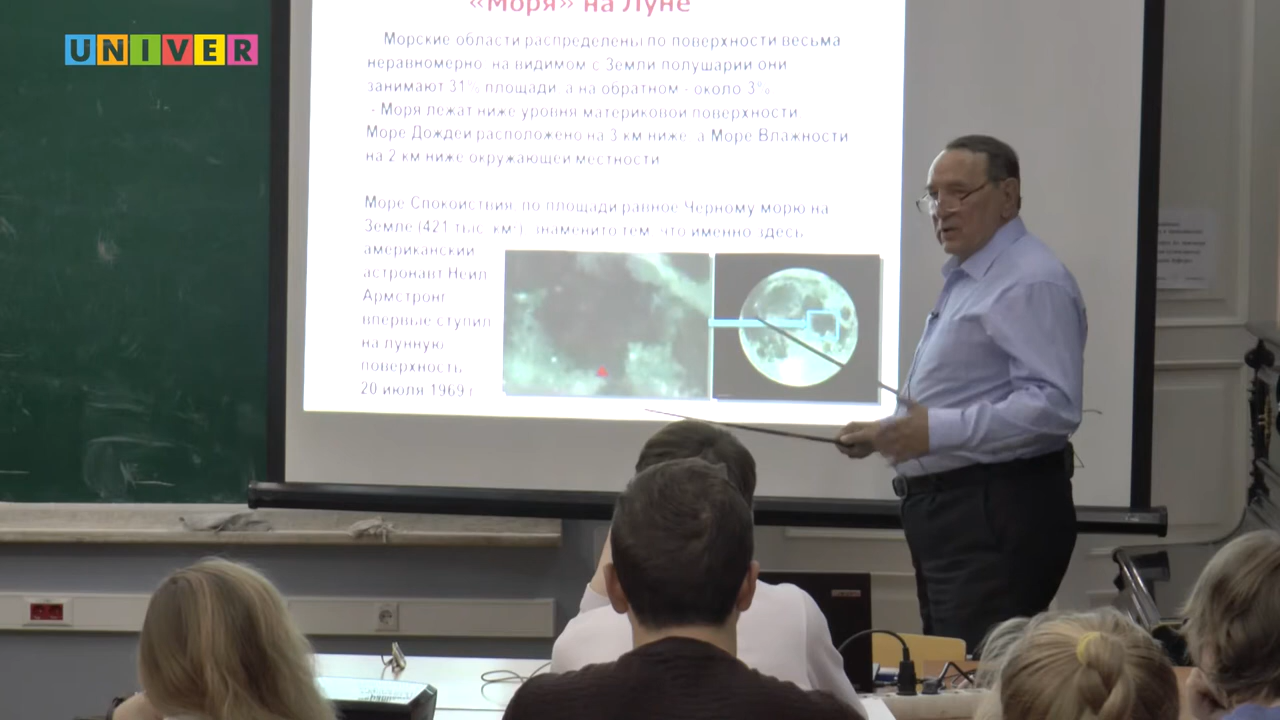 UNIVER
«Моря» на Луне
Морские области распределены по поверхности весьма
неравномерно на видимом с Земли полушарии они
занимают 31% площади а на обратном - около 3%
- Моря лежат ниже уровня материковой поверхности
Море Дождей расположено на 3 км ниже а Море Влажности
на 2 км ниже окружающей местности
Море Спокойствия, по площади равное Черному морю на
Земле (421 тыс. км²), знаменито тем, что именно здесь
американский
астронавт Нейл
Армстронг
впервые ступил
на лунную
поверхность
20 июля 1969 г